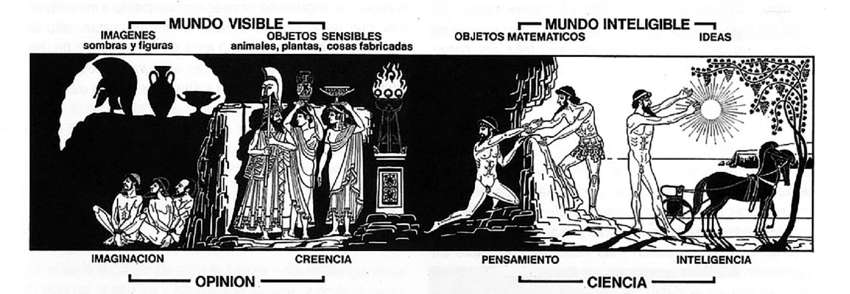 MUNDO VISIBLE
IMAGENES
sombras y figuras
OBJETOS SENSIBLES
animales, plantas, cosas fabricadas
MUNDO INTELIGIBLE
OBJETOS MATEMATICOS
IDEAS
IMAGINACION
CREENCIA
OPINION
PENSAMIENTO
INTELIGENCIA
CIENCIA